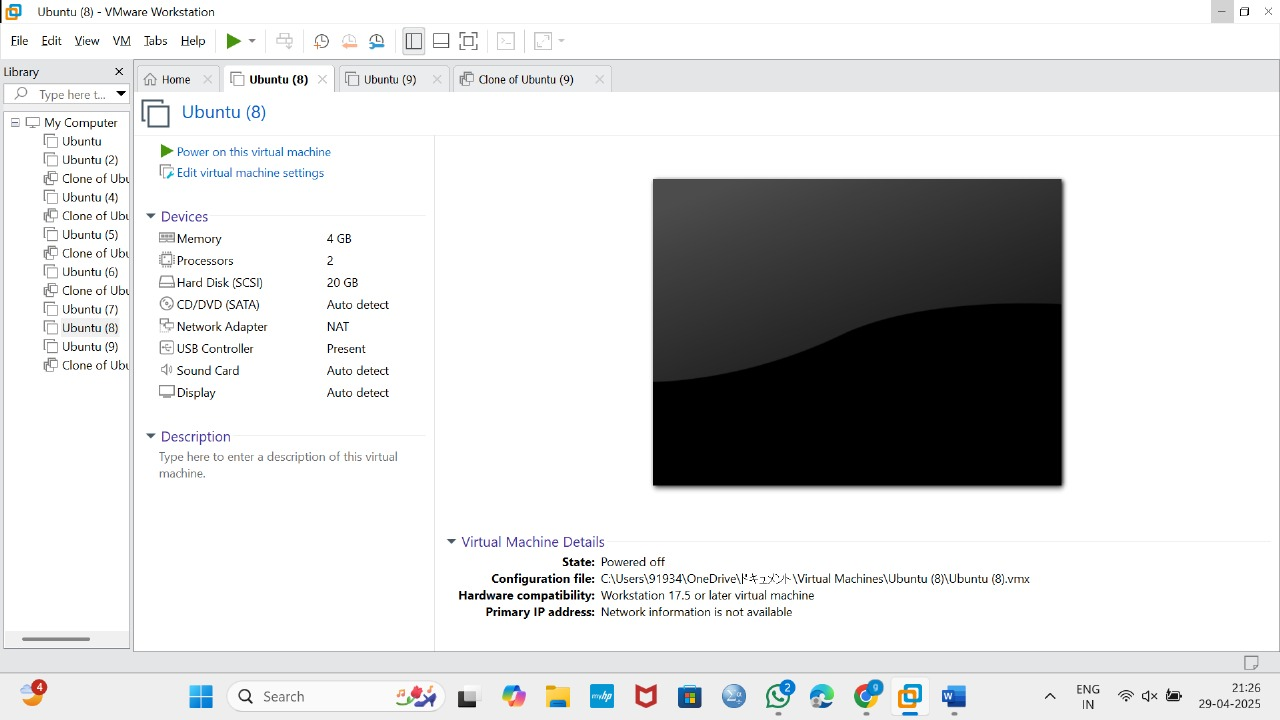 Ubuntu (8) - VMware Workstation
File Edit View VM Tabs Help
Library
Type here t...
My Computer
Ubuntu
Ubuntu (2)
Clone of Ubu
Ubuntu (4)
Clone of Ubu
Ubuntu (5)
Clone of Ubu
Ubuntu (6)
Clone of Ubu
Ubuntu (7)
Ubuntu (8)
Ubuntu (9)
Clone of Ubu
Home Ubuntu (8) Ubuntu (9) Clone of Ubuntu (9)
Ubuntu (8)
Power on this virtual machine
Edit virtual machine settings
Devices
Memory 4 GB
Processors 2
Hard Disk (SCSI) 20 GB
CD/DVD (SATA) Auto detect
Network Adapter NAT
USB Controller Present
Sound Card Auto detect
Display Auto detect
Description
Type here to enter a description of this virtual
machine.
Virtual Machine Details
State: Powered off
Configuration file: C:\Users\91934\OneDrive\ドキュメント\Virtual Machines\Ubuntu (8)\Ubuntu (8).vmx
Hardware compatibility: Workstation 17.5 or later virtual machine
Primary IP address: Network information is not available
4
Search
myhp
2
9
W
ENG
IN
21:26
29-04-2025